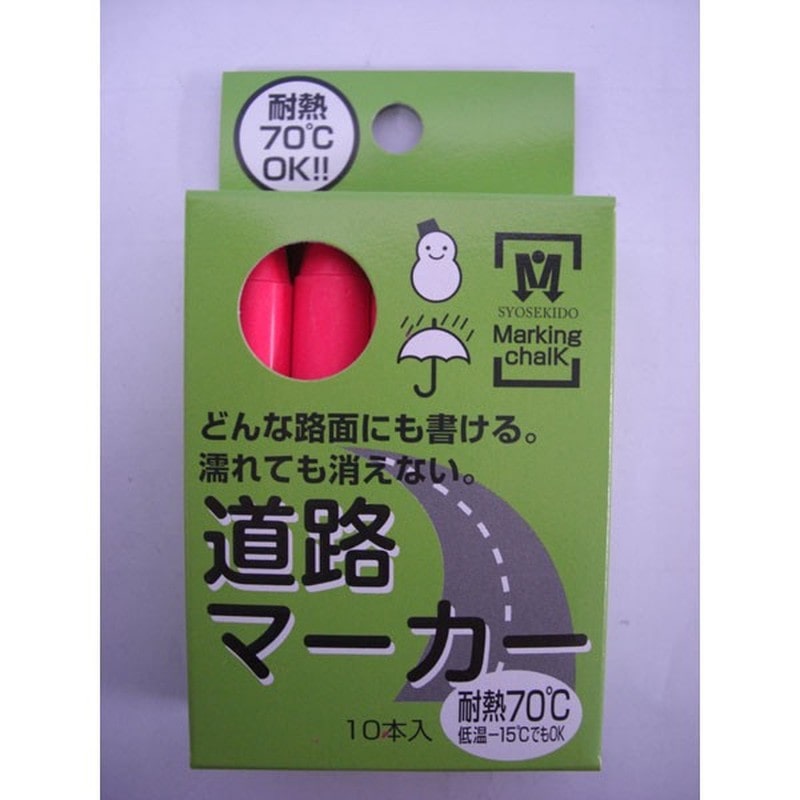 耐熱
70℃
OK!!
SYOSEKIDO
Marking
chalK
どんな路面にも書ける。
濡れても消えない。
道路
マーカー
10本入
耐熱70℃
低温-15℃でもOK